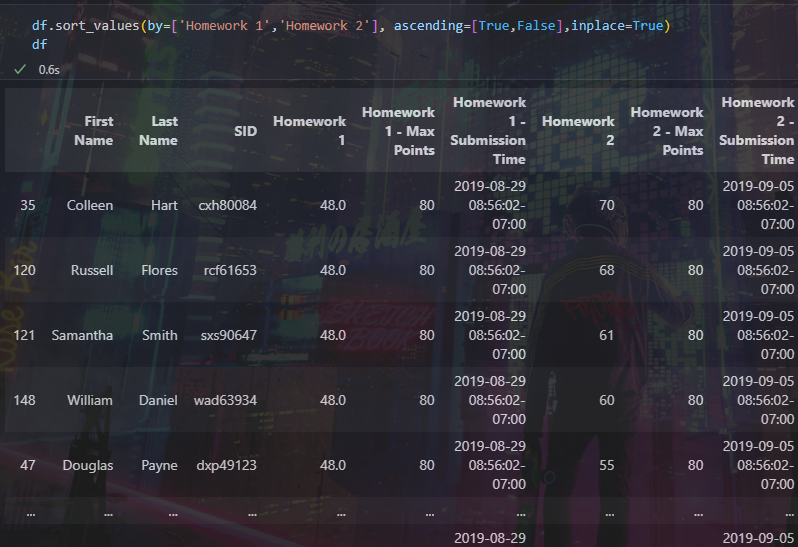 df.sort_values(by=['Homework 1','Homework 2'], ascending=[True,False],inplace=True)
df
0.6s
First Name Last Name SID Homework 1 Homework 1 - Max Points Homework 1 - Submission Time Homework 2 Homework 2 - Max Points Homework 2 - Submission Time
35 Colleen Hart cxh80084 48.0 80 2019-08-29 08:56:02-07:00 70 80 2019-09-05 08:56:02-07:00
120 Russell Flores rcf61653 48.0 80 2019-08-29 08:56:02-07:00 68 80 2019-09-05 08:56:02-07:00
121 Samantha Smith sxs90647 48.0 80 2019-08-29 08:56:02-07:00 61 80 2019-09-05 08:56:02-07:00
148 William Daniel wad63934 48.0 80 2019-08-29 08:56:02-07:00 60 80 2019-09-05 08:56:02-07:00
47 Douglas Payne dxp49123 48.0 80 2019-08-29 08:56:02-07:00 55 80 2019-09-05 08:56:02-07:00
... ... ... ... ... ... ... ... ... ...
2019-08-29 2019-09-05